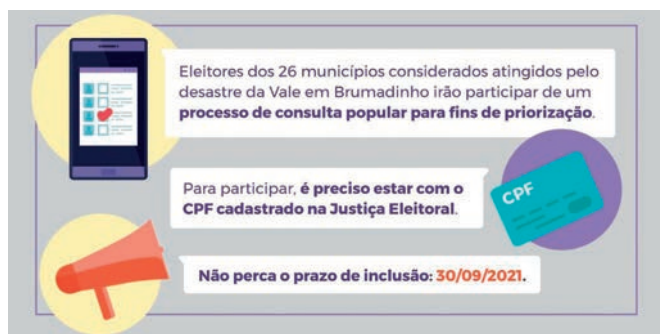 Eleitores dos 26 municípios considerados atingidos pelo
desastre da Vale em Brumadinho irão participar de um
processo de consulta popular para fins de priorização.
Para participar, é preciso estar com o
CPF cadastrado na Justiça Eleitoral.
CPF
Não perca o prazo de inclusão: 30/09/2021.